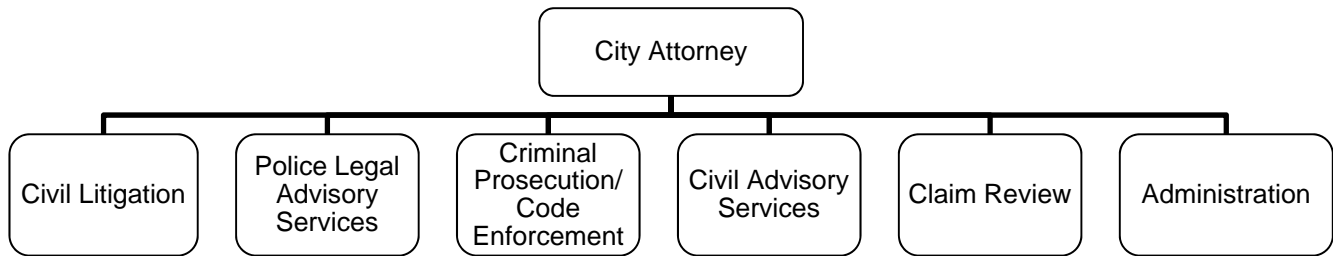 City Attorney
Civil Litigation
Police Legal
Advisory
Services
Criminal
Prosecution/
Code
Enforcement
Civil Advisory
Services
Claim Review
Administration